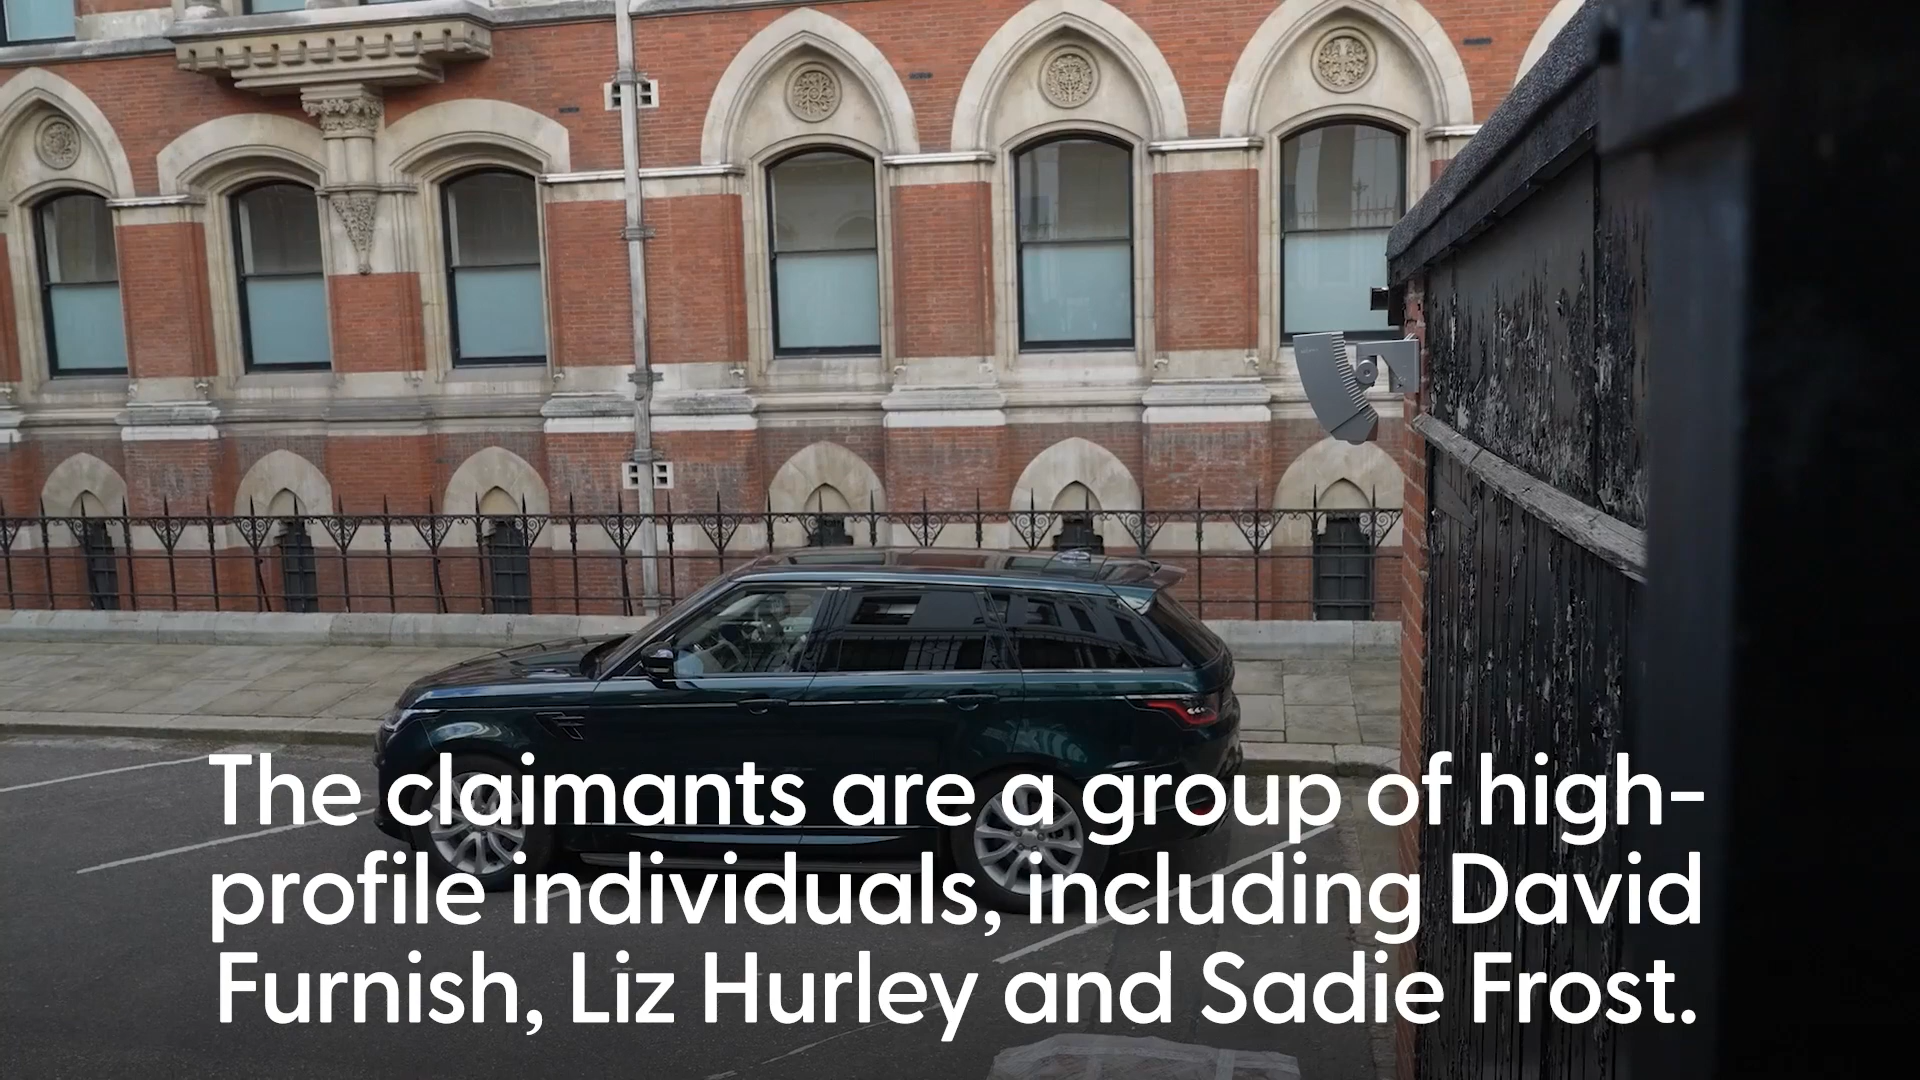 The claimants are a group of high-
profile individuals, including David
Furnish, Liz Hurley and Sadie Frost.